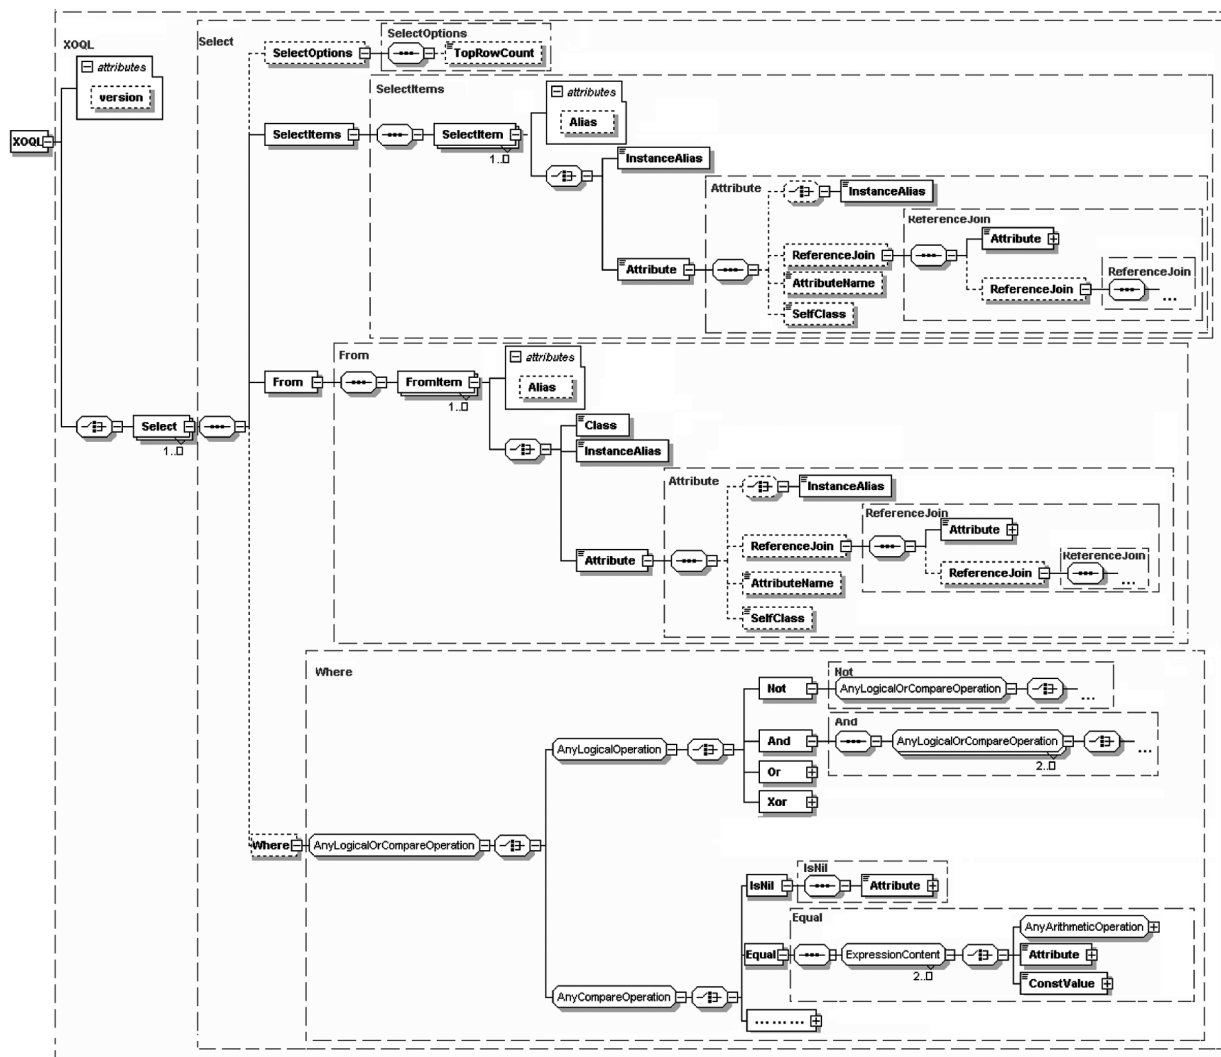 XOQL
attributes
version
XOQL
Select
1..
Select
SelectOptions
SelectOptions
TopRowCount
SelectItems
SelectItems
SelectItem
1..
attributes
Alias
InstanceAlias
Attribute
Attribute
InstanceAlias
ReferenceJoin
ReferenceJoin
Attribute
ReferenceJoin
ReferenceJoin
...
AttributeName
SelfClass
From
From
FromItem
1..
attributes
Alias
Class
InstanceAlias
Attribute
Attribute
InstanceAlias
ReferenceJoin
ReferenceJoin
Attribute
ReferenceJoin
ReferenceJoin
...
AttributeName
SelfClass
Where
Where
AnyLogicalOrCompareOperation
AnyLogicalOperation
Not
Not
AnyLogicalOrCompareOperation
...
And
And
AnyLogicalOrCompareOperation
2..
...
Or
Xor
AnyCompareOperation
IsNil
IsNil
Attribute
Equal
Equal
ExpressionContent
2..
AnyArithmeticOperation
Attribute
ConstValue
... ... ...